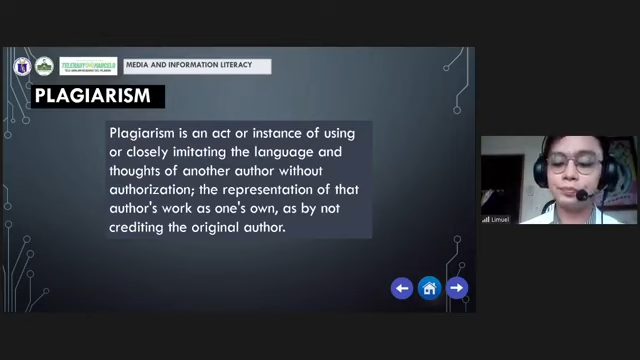 MEDIA AND INFORMATION LITERACY
PLAGIARISM
Plagiarism is an act or instance of using
or closely imitating the language and
thoughts of another author without
authorization; the representation of that
author's work as one's own, as by not
crediting the original author.
Limuel